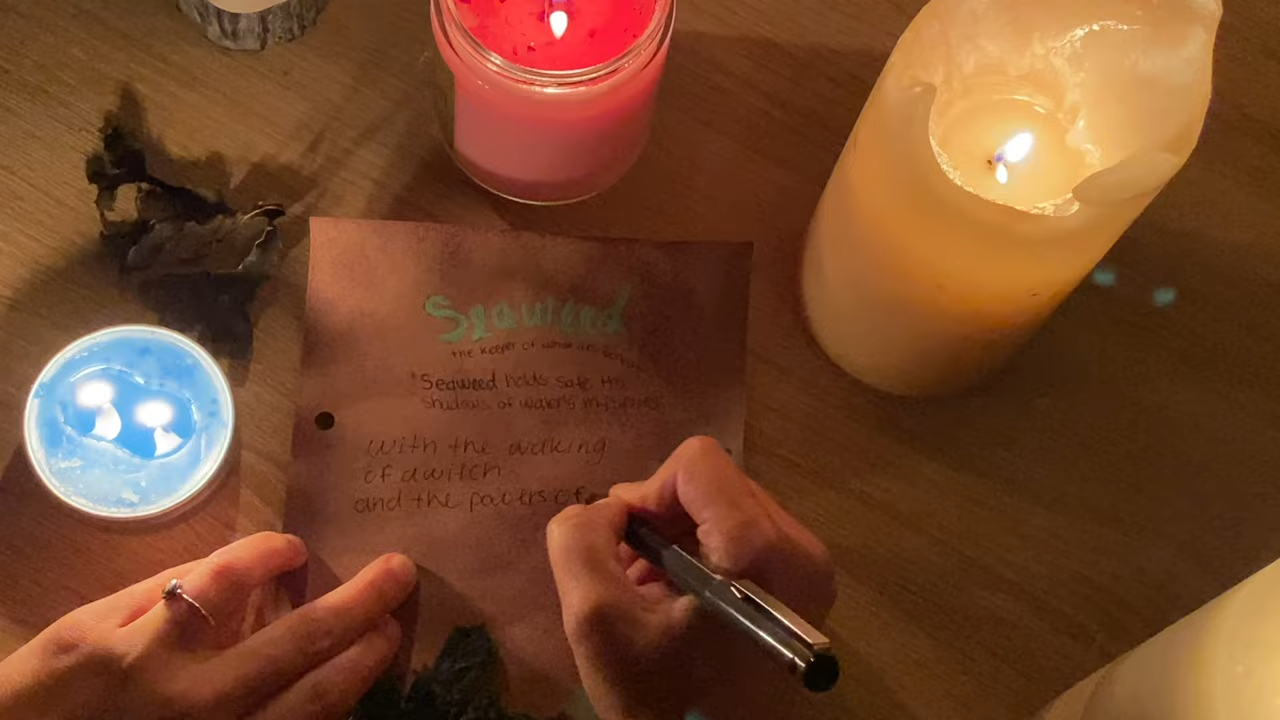 Seaweed
the keeper of
"Seaweed holds safe the
shadows of water's mysteries"
with the walking
of a witch
and the powers of